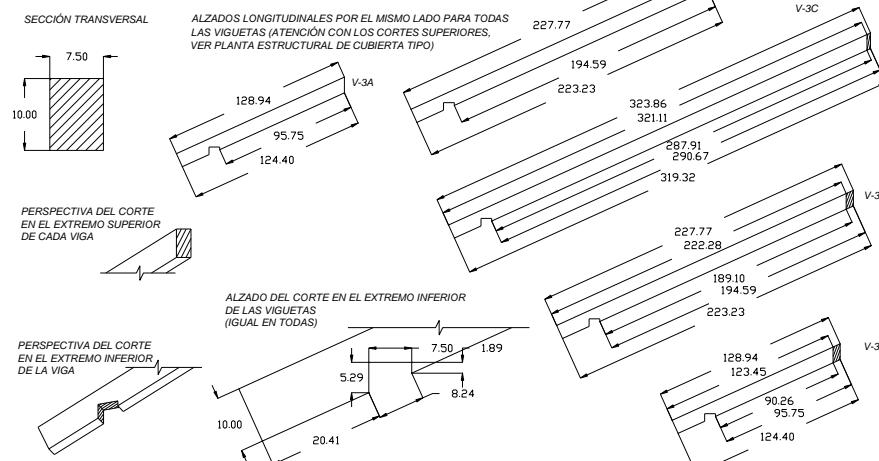 SECCIÓN TRANSVERSAL
7.50
10.00
ALZADOS LONGITUDINALES POR EL MISMO LADO PARA TODAS
LAS VIGUETAS (ATENCIÓN CON LOS CORTES SUPERIORES,
VER PLANTA ESTRUCTURAL DE CUBIERTA TIPO)
V-3A
128.94
95.75
124.40
227.77
194.59
223.23
V-3C
323.86
321.11
287.91
290.67
319.32
PERSPECTIVA DEL CORTE
EN EL EXTREMO SUPERIOR
DE CADA VIGA
V-3
227.77
222.28
189.10
194.59
223.23
ALZADO DEL CORTE EN EL EXTREMO INFERIOR
DE LAS VIGUETAS
(IGUAL EN TODAS)
7.50
1.89
5.29
8.24
10.00
20.41
PERSPECTIVA DEL CORTE
EN EL EXTREMO INFERIOR
DE LA VIGA
V-3
128.94
123.45
90.26
95.75
124.40